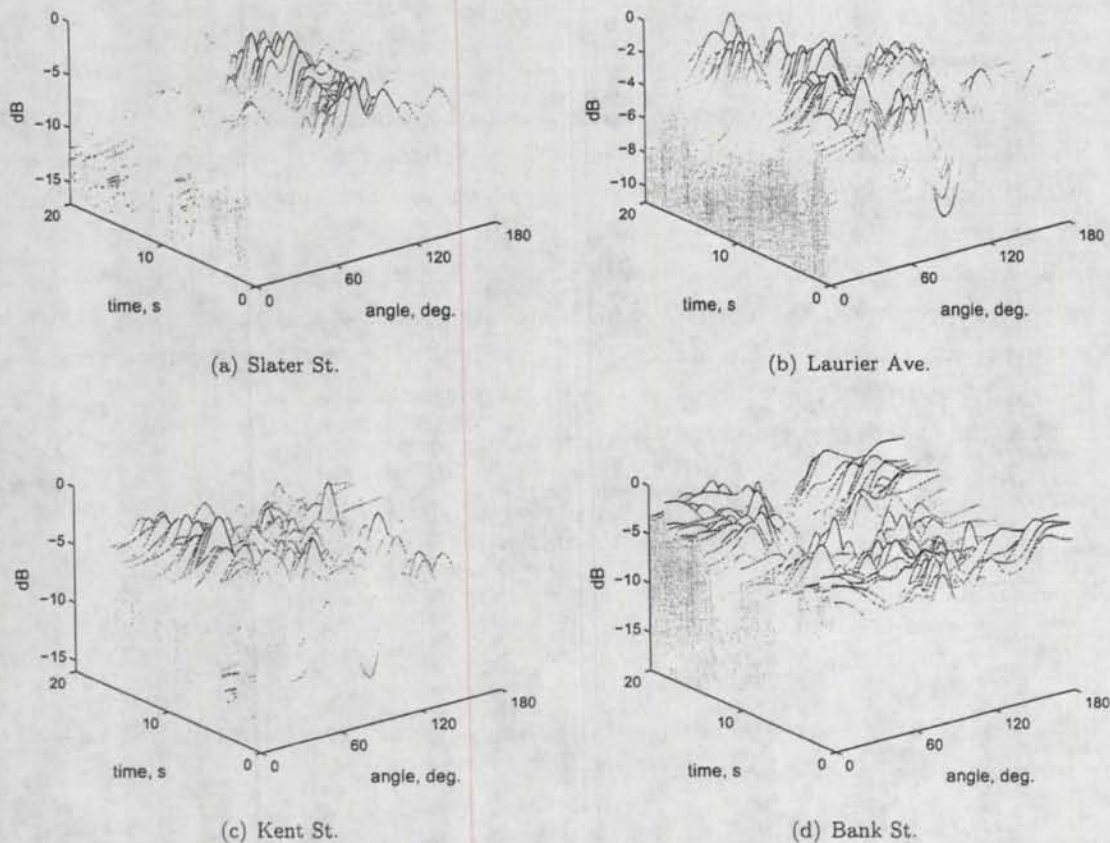 0
−5
−10
−15
20
10
0
0
60
120
180
dB
time, s
angle, deg.
(a) Slater St.
0
−2
−4
−6
−8
−10
20
10
0
0
60
120
180
dB
time, s
angle, deg.
(b) Laurier Ave.
0
−5
−10
−15
20
10
0
0
60
120
180
dB
time, s
angle, deg.
(c) Kent St.
0
−5
−10
−15
20
10
0
0
60
120
180
dB
time, s
angle, deg.
(d) Bank St.